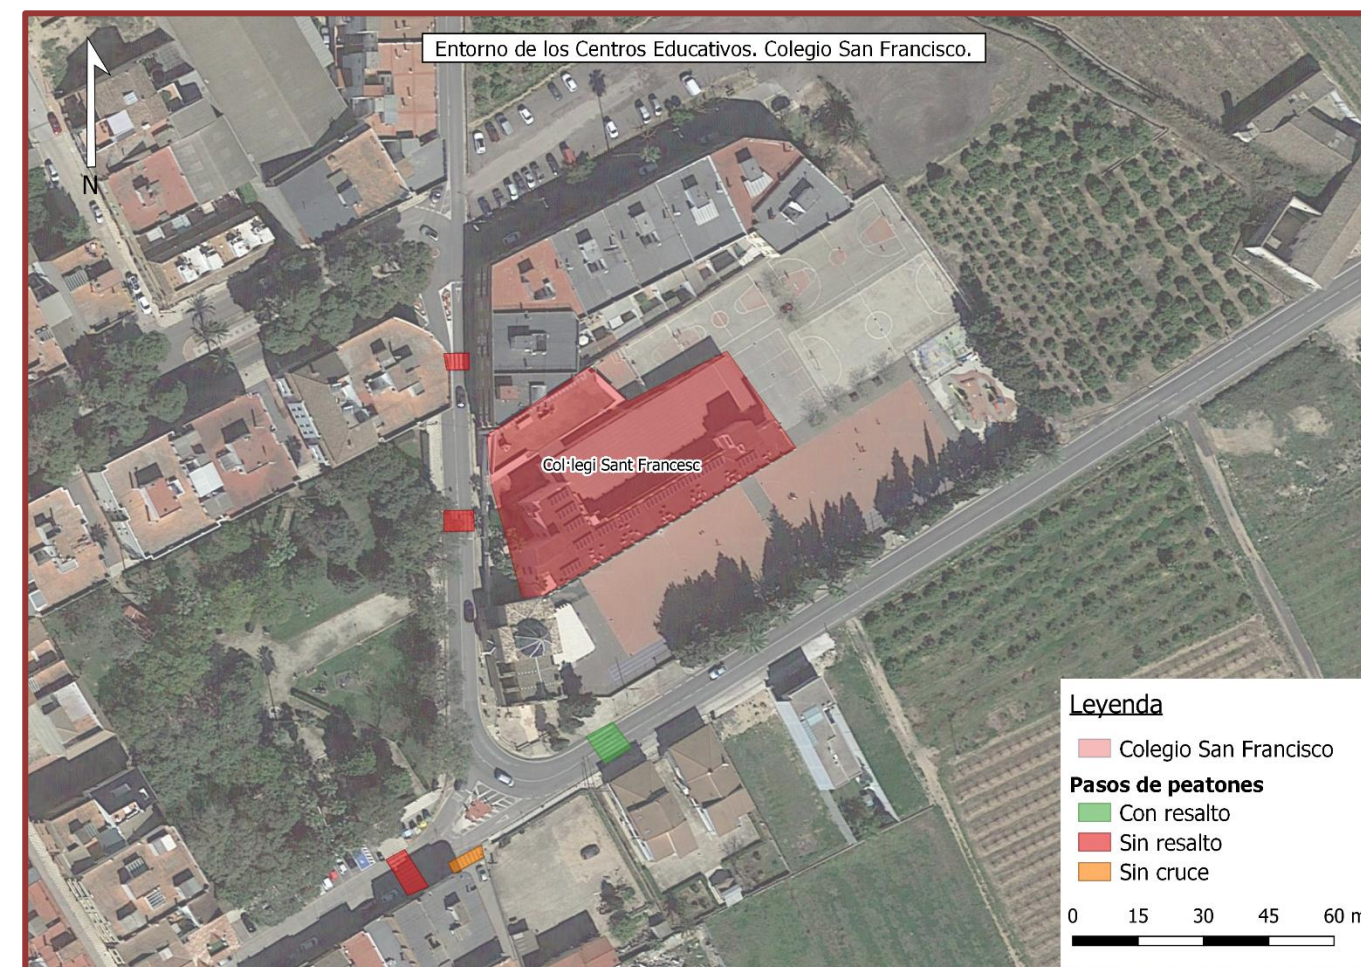 Entorno de los Centros Educativos. Colegio San Francisco.
N
Col·legi Sant Francesc
Leyenda
Colegio San Francisco
Pasos de peatones
Con resalto
Sin resalto
Sin cruce
0 15 30 45 60 m